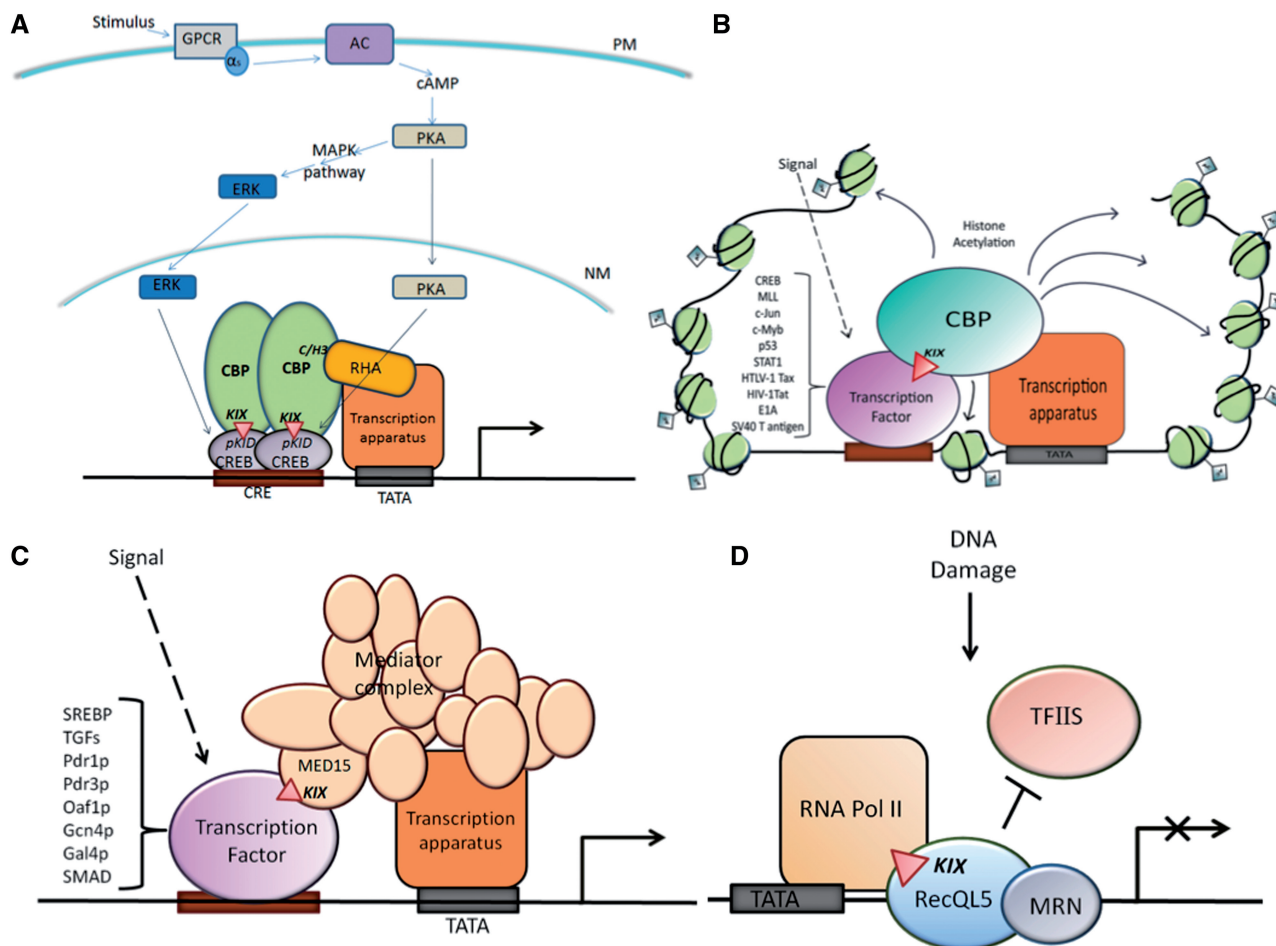 A
Stimulus
GPCR
αs
AC
PM
cAMP
PKA
MAPK
pathway
ERK
NM
ERK
PKA
CBP
CBP
C/H3
RHA
KIX
KIX
pKID
pKID
CREB
CREB
Transcription
apparatus
CRE
TATA
B
Signal
Histone
Acetylation
CREB
MLL
c-Jun
c-Myb
p53
STAT1
HTLV-1 Tax
HIV-1Tat
E1A
SV40 T antigen
CBP
KIX
Transcription
Factor
Transcription
apparatus
TATA
C
Signal
Mediator
complex
SREBP
TGFs
Pdr1p
Pdr3p
Oaf1p
Gcn4p
Gal4p
SMAD
MED15
KIX
Transcription
Factor
Transcription
apparatus
TATA
D
DNA
Damage
TFIIS
RNA Pol II
KIX
RecQL5
MRN
TATA